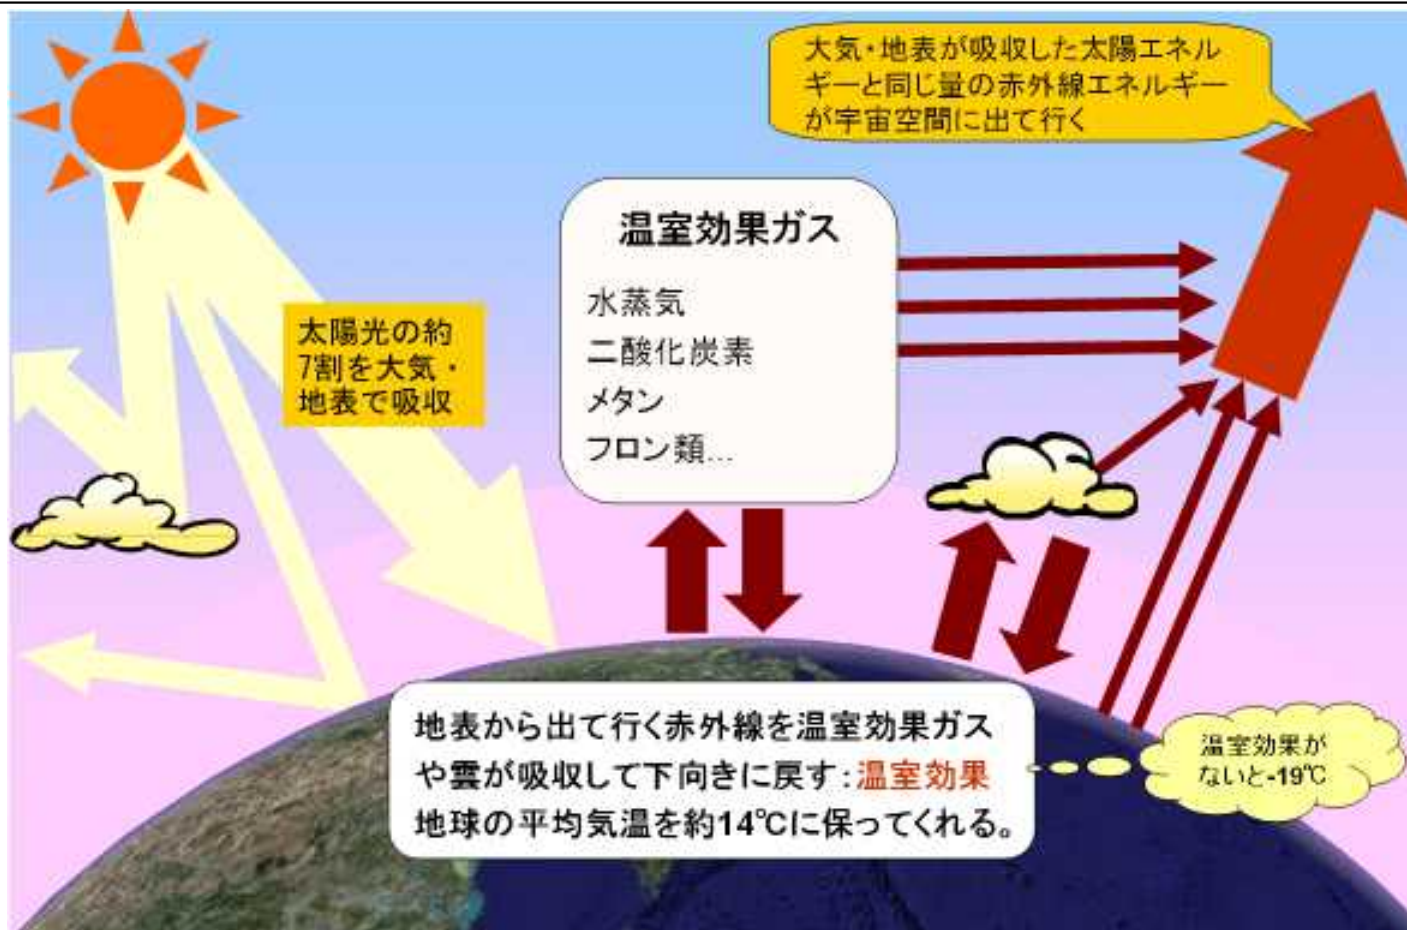 大気・地表が吸収した太陽エネル
ギーと同じ量の赤外線エネルギー
が宇宙空間に出て行く
温室効果ガス
水蒸気
二酸化炭素
メタン
フロン類…
太陽光の約
7割を大気・
地表で吸収
地表から出て行く赤外線を温室効果ガス
や雲が吸収して下向きに戻す：温室効果
地球の平均気温を約14℃に保ってくれる。
温室効果が
ないと-19℃